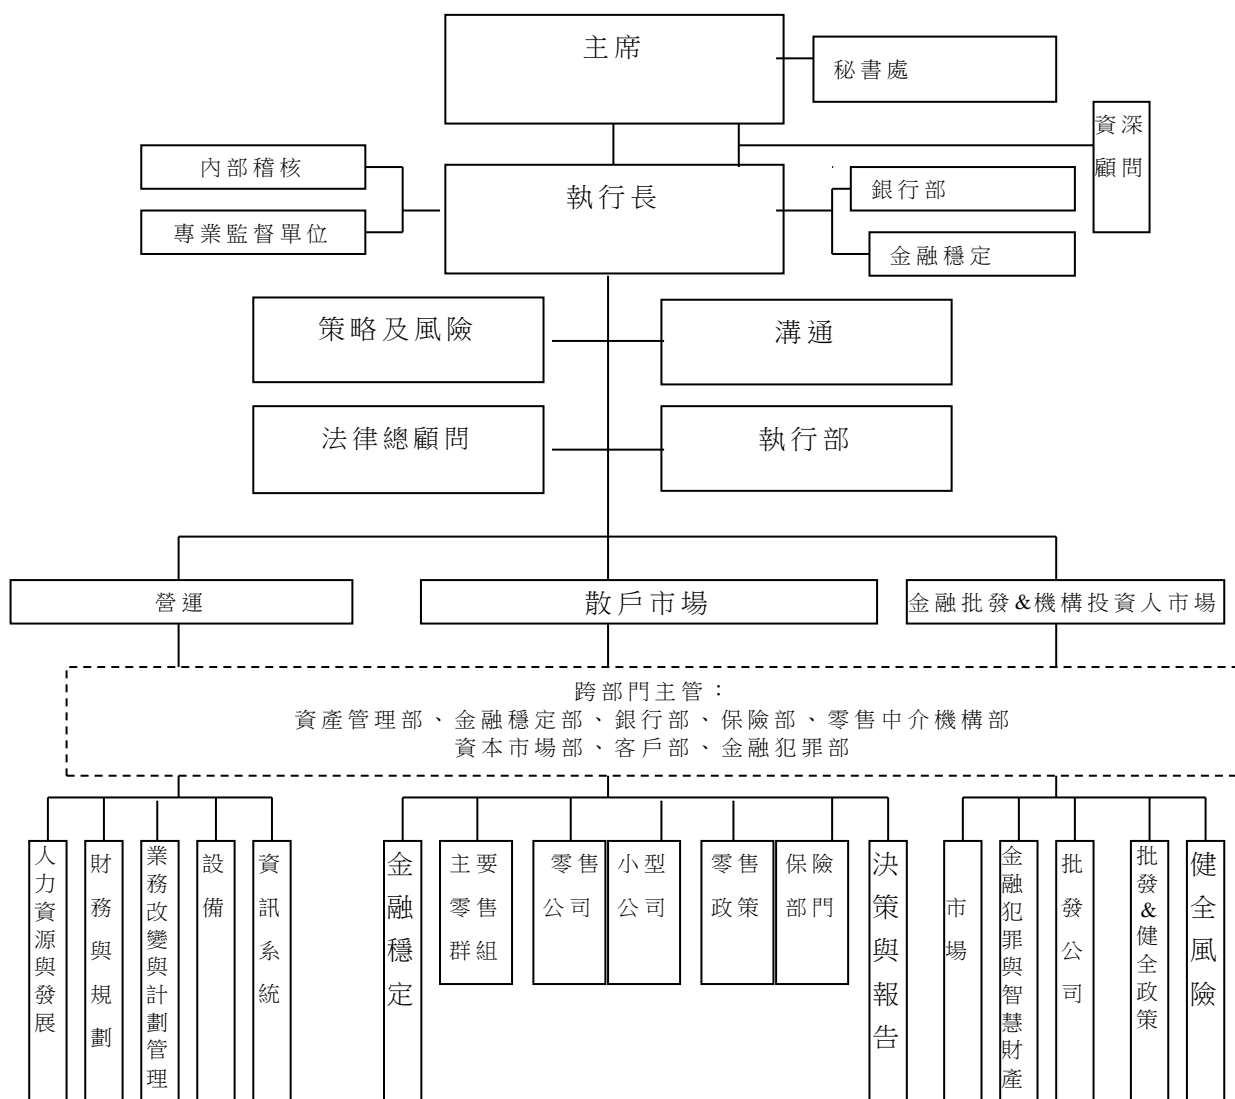 主席
秘書處
資深
顧問
內部稽核
執行長
銀行部
專業監督單位
金融穩定
策略及風險
溝通
法律總顧問
執行部
營運
散戶市場
金融批發&機構投資人市場
跨部門主管：
資產管理部、金融穩定部、銀行部、保險部、零售中介機構部
資本市場部、客戶部、金融犯罪部
人力資源與發展
財務與規劃
業務改變與計劃管理
設備
資訊系統
金融穩定
主要
零售
群組
零售
公司
小型
公司
零售
政策
保險
部門
決策與報告
市場
金融犯罪與智慧財產
批發公司
批發&健全政策
健全風險